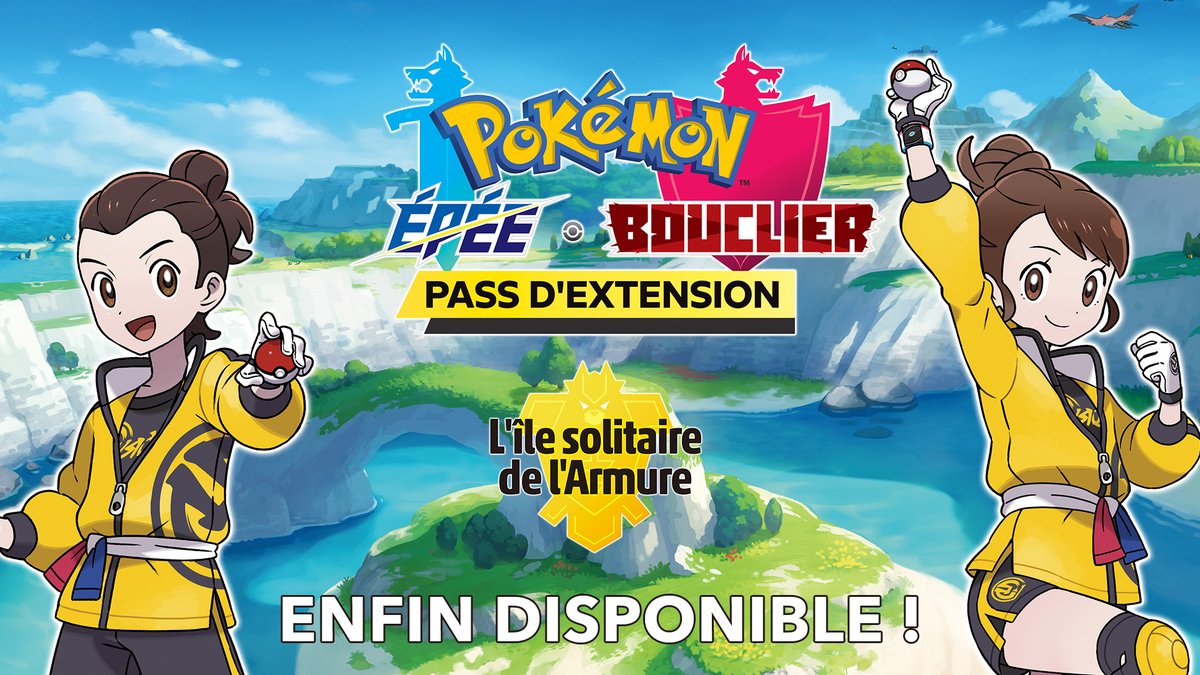 POKÉMON
ÉPÉE BOUCLIER
PASS D'EXTENSION
L'île solitaire
de l'Armure
ENFIN DISPONIBLE !